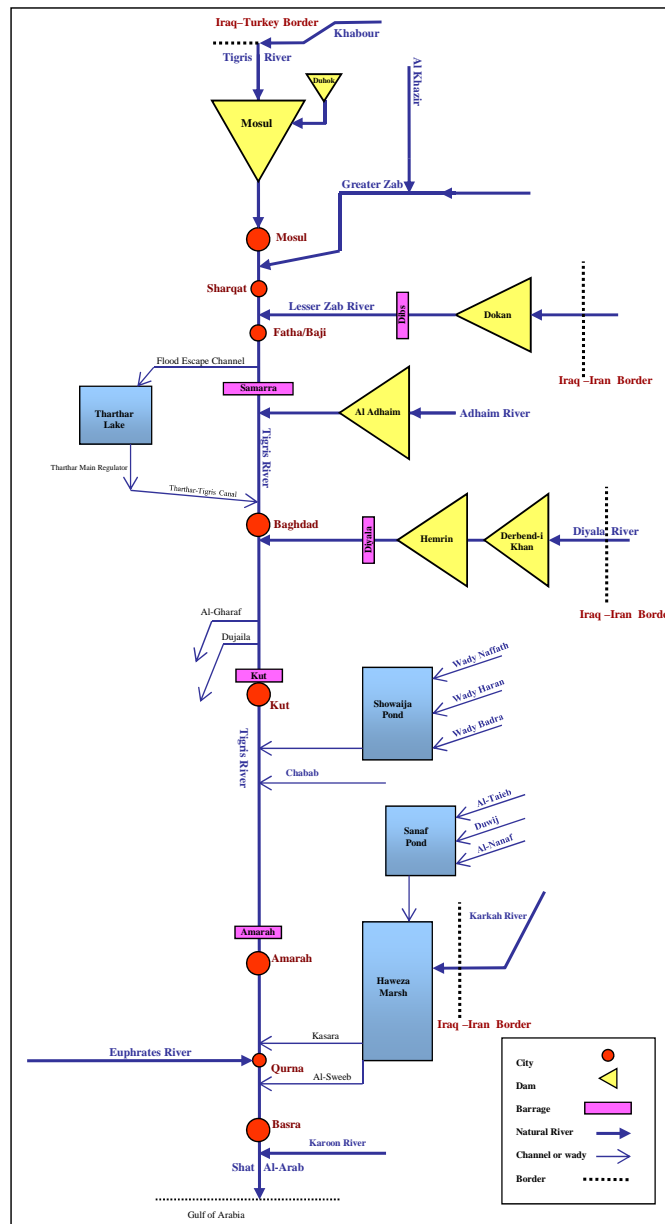 Iraq–Turkey Border
Khabour
Tigris River
Duhok
Mosul
Al Khazir
Greater Zab
Mosul
Sharqat
Lesser Zab River
Dibs
Dokan
Fatha/Baji
Iraq –Iran Border
Flood Escape Channel
Samarra
Tharthar
Lake
Al Adhaim
Adhaim River
Tigris River
Tharthar Main Regulator
Tharthar-Tigris Canal
Baghdad
Diyala
Hemrin
Derbend-i
Khan
Diyala River
Iraq –Iran Borde
Al-Gharaf
Dujaila
Kut
Kut
Showaija
Pond
Wady Naffath
Wady Haran
Wady Badra
Tigris River
Chabab
Sanaf
Pond
Al-Taieb
Duwij
Al-Nanaf
Karkah River
Amarah
Amarah
Haweza
Marsh
Iraq –Iran Border
Kasara
Euphrates River
Qurna
Al-Sweeb
Basra
Karoon River
Shat Al-Arab
Gulf of Arabia
City
Dam
Barrage
Natural River
Channel or wady
Border